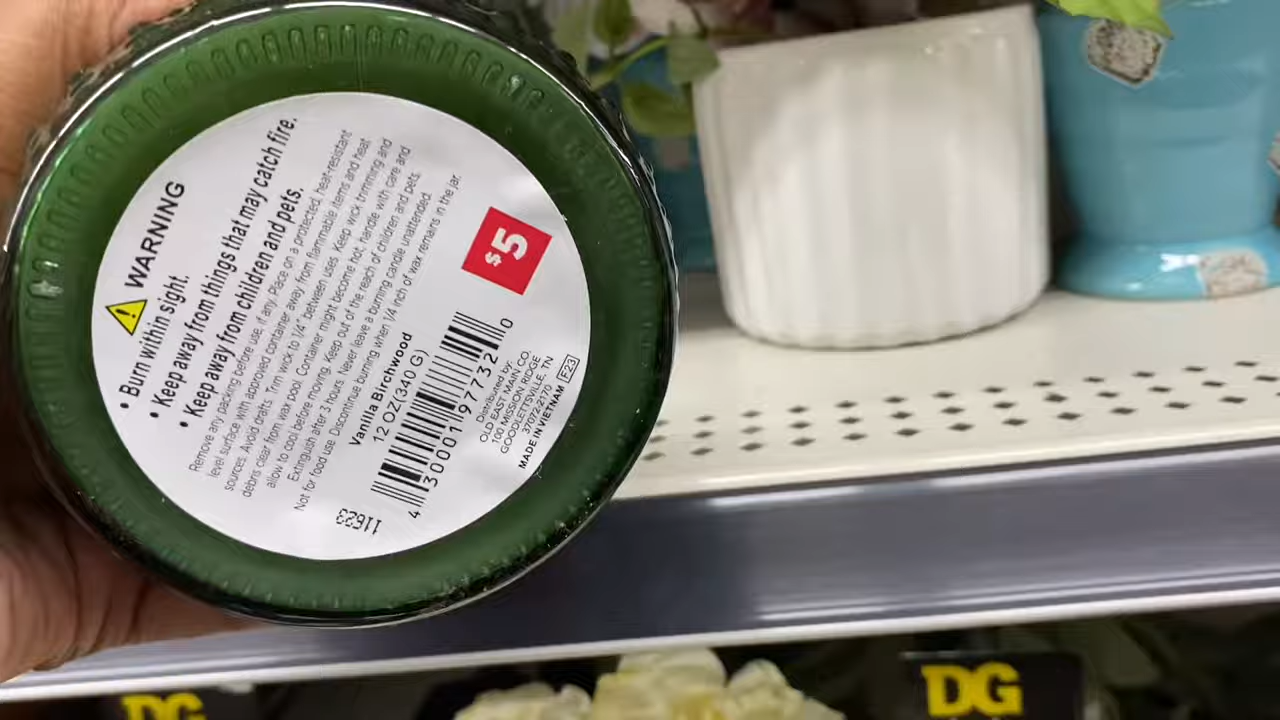 WARNING
• Burn within sight.
• Keep away from things that may catch fire.
• Keep away from children and pets.
Remove any packing before use, if any. Place on a protected, heat-resistant
level surface with approved container away from flammable items and heat
sources. Avoid drafts. Trim wick to 1/4" between uses. Keep wick trimming and
debris clear from wax pool. Container might become hot, handle with care and
allow to cool before moving. Keep out of the reach of children and pets.
Extinguish after 3 hours. Never leave a burning candle unattended.
Not for food use. Discontinue burning when 1/4 inch of wax remains in the jar.
$5
Vanilla Birchwood
12 OZ(340 G)
4 30001 97732 0
Distributed by:
OLD EAST MAIN CO.
100 MISSION RIDGE
GOODLETTSVILLE, TN
37072-2170
MADE IN VIETNAM F23
11623
DG
DG